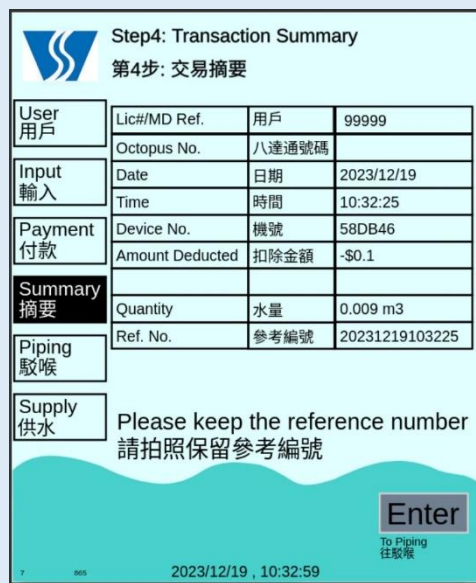 Step4: Transaction Summary
第4步: 交易摘要
User
用戶
Input
輸入
Payment
付款
Summary
摘要
Piping
駁喉
Supply
供水
Lic#/MD Ref. 用戶 99999
Octopus No. 八達通號碼
Date 日期 2023/12/19
Time 時間 10:32:25
Device No. 機號 58DB46
Amount Deducted 扣除金額 -$0.1
Quantity 水量 0.009 m3
Ref. No. 參考編號 20231219103225
Please keep the reference number
請拍照保留參考編號
Enter
To Piping
往駁喉
7 865 2023/12/19 , 10:32:59